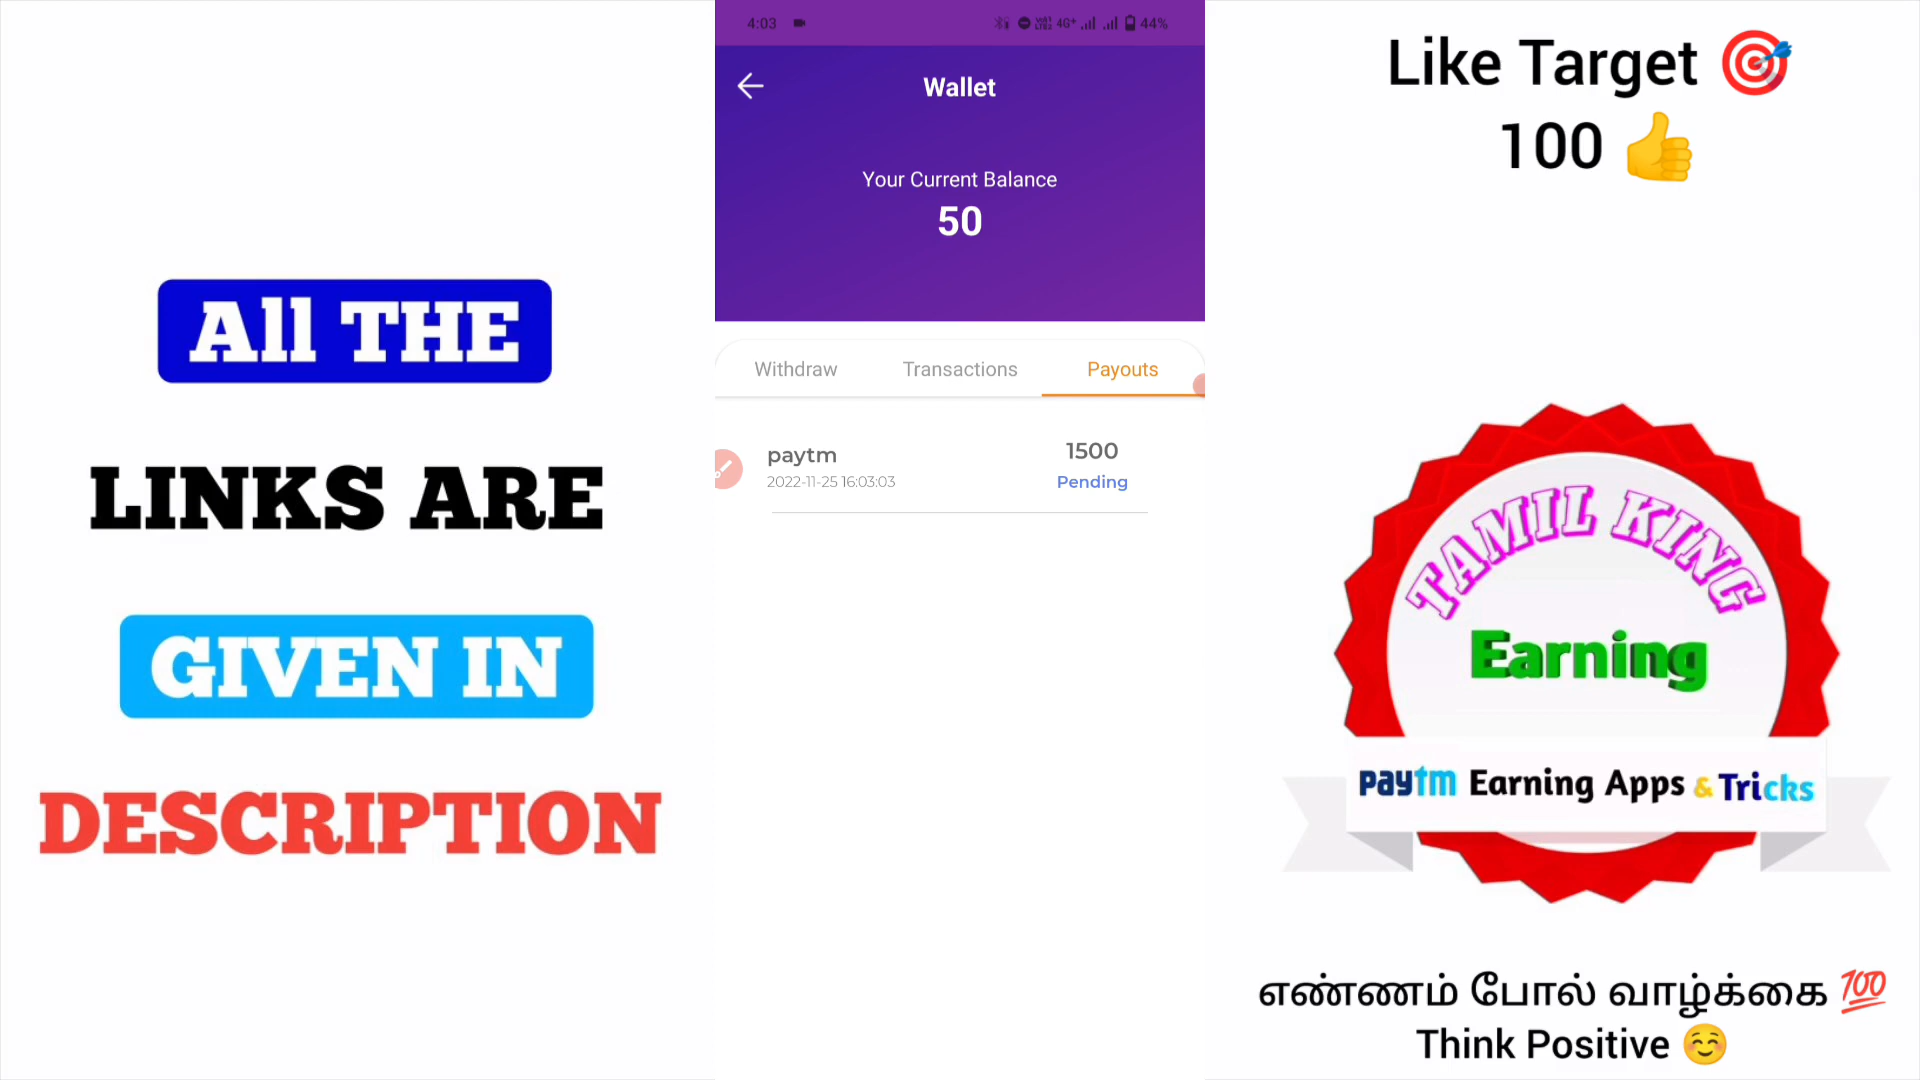 All THE
LINKS ARE
GIVEN IN
DESCRIPTION
4:03
4G+
44%
Wallet
Your Current Balance
50
Withdraw
Transactions
Payouts
paytm
1500
2022-11-25 16:03:03
Pending
Like Target 🎯
100 👍
TAMIL KING
Earning
paytm Earning Apps & Tricks
எண்ணம் போல் வாழ்க்கை 💯
Think Positive ☺️